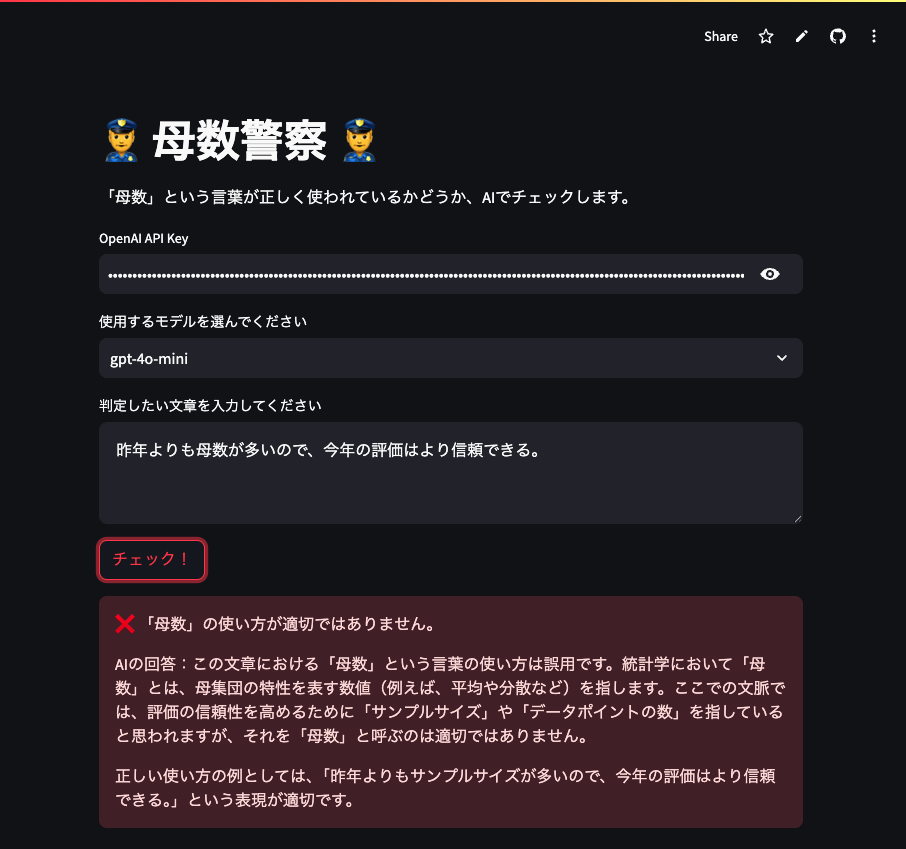 Share
母数警察
「母数」という言葉が正しく使われているかどうか、AIでチェックします。
OpenAI API Key
使用するモデルを選んでください
gpt-4o-mini
判定したい文章を入力してください
昨年よりも母数が多いので、今年の評価はより信頼できる。
チェック！
「母数」の使い方が適切ではありません。
AIの回答：この文章における「母数」という言葉の使い方は誤用です。統計学において「母
数」とは、母集団の特性を表す数値（例えば、平均や分散など）を指します。ここでの文脈で
は、評価の信頼性を高めるために「サンプルサイズ」や「データポイントの数」を指している
と思われますが、それを「母数」と呼ぶのは適切ではありません。
正しい使い方の例としては、「昨年よりもサンプルサイズが多いので、今年の評価はより信頼
できる。」という表現が適切です。